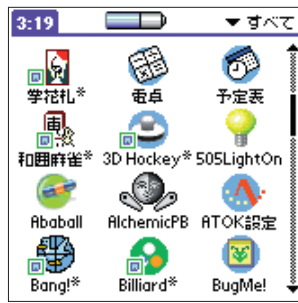 3:19 すべて
学花札* 電卓 予定表
和囲麻雀* 3D Hockey* 505LightOn
Ababall AlchemicPB ATOK設定
Bang!* Billiard* BugMe!